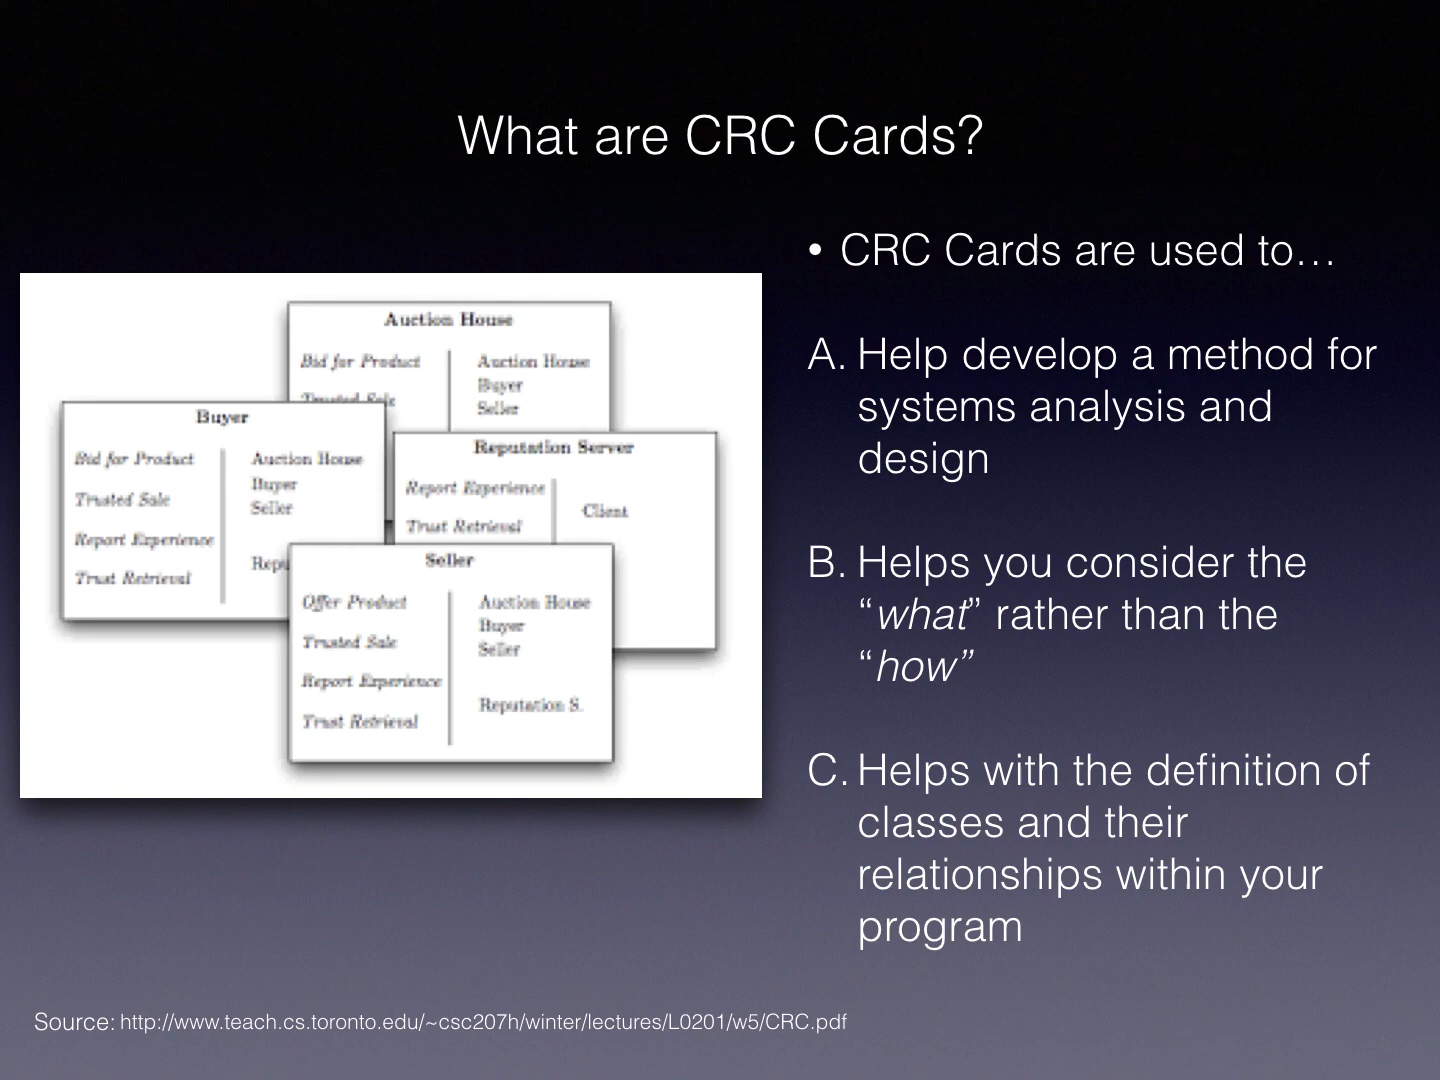 What are CRC Cards?
Auction House
Bid for Product
Trusted Sale
Auction House
Buyer
Seller
Buyer
Bid for Product
Trusted Sale
Report Experience
Trust Retrieval
Auction House
Buyer
Seller
Repu
Reputation Server
Report Experience
Trust Retrieval
Client
Seller
Offer Product
Trusted Sale
Report Experience
Trust Retrieval
Auction House
Buyer
Seller
Reputation S.
• CRC Cards are used to…
A. Help develop a method for
systems analysis and
design
B. Helps you consider the
“what” rather than the
“how”
C. Helps with the definition of
classes and their
relationships within your
program
Source: http://www.teach.cs.toronto.edu/~csc207h/winter/lectures/L0201/w5/CRC.pdf